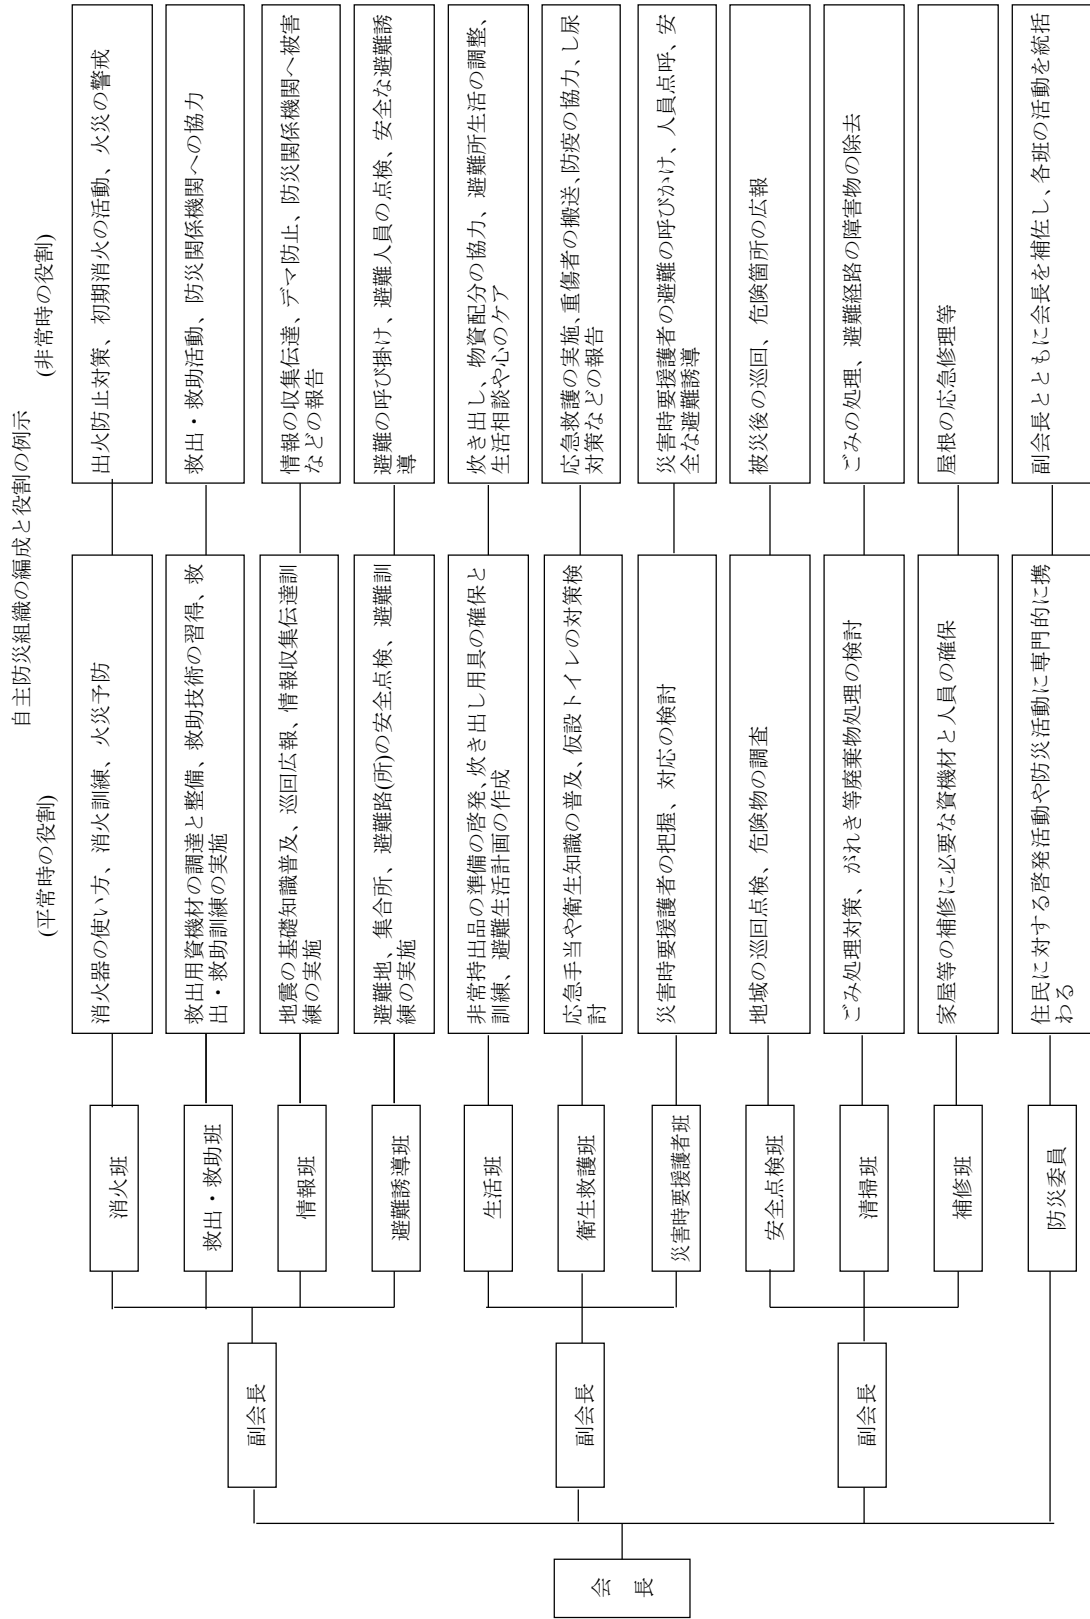 自主防災組織の編成と役割の例示
(平常時の役割)
(非常時の役割)
会　長
副会長
消火班
消火器の使い方、消火訓練、火災予防
出火防止対策、初期消火の活動、火災の警戒
救出・救助班
救出用資機材の調達と整備、救助技術の習得、救
出・救助訓練の実施
救出・救助活動、防災関係機関への協力
情報班
地震の基礎知識普及、巡回広報、情報収集伝達訓
練の実施
情報の収集伝達、デマ防止、防災関係機関へ被害
などの報告
避難誘導班
避難地、集合所、避難路(所)の安全点検、避難訓
練の実施
避難の呼び掛け、避難人員の点検、安全な避難誘
導
副会長
生活班
非常持出品の準備の啓発、炊き出し用具の確保と
訓練、避難生活計画の作成
炊き出し、物資配分の協力、避難所生活の調整、
生活相談や心のケア
衛生救護班
応急手当や衛生知識の普及、仮設トイレの対策検
討
応急救護の実施、重傷者の搬送、防疫の協力、し尿
対策などの報告
災害時要援護者班
災害時要援護者の把握、対応の検討
災害時要援護者の避難の呼びかけ、人員点呼、安
全な避難誘導
副会長
安全点検班
地域の巡回点検、危険物の調査
被災後の巡回、危険箇所の広報
清掃班
ごみ処理対策、がれき等廃棄物処理の検討
ごみの処理、避難経路の障害物の除去
補修班
家屋等の補修に必要な資機材と人員の確保
屋根の応急修理等
防災委員
住民に対する啓発活動や防災活動に専門的に携
わる
副会長とともに会長を補佐し、各班の活動を統括